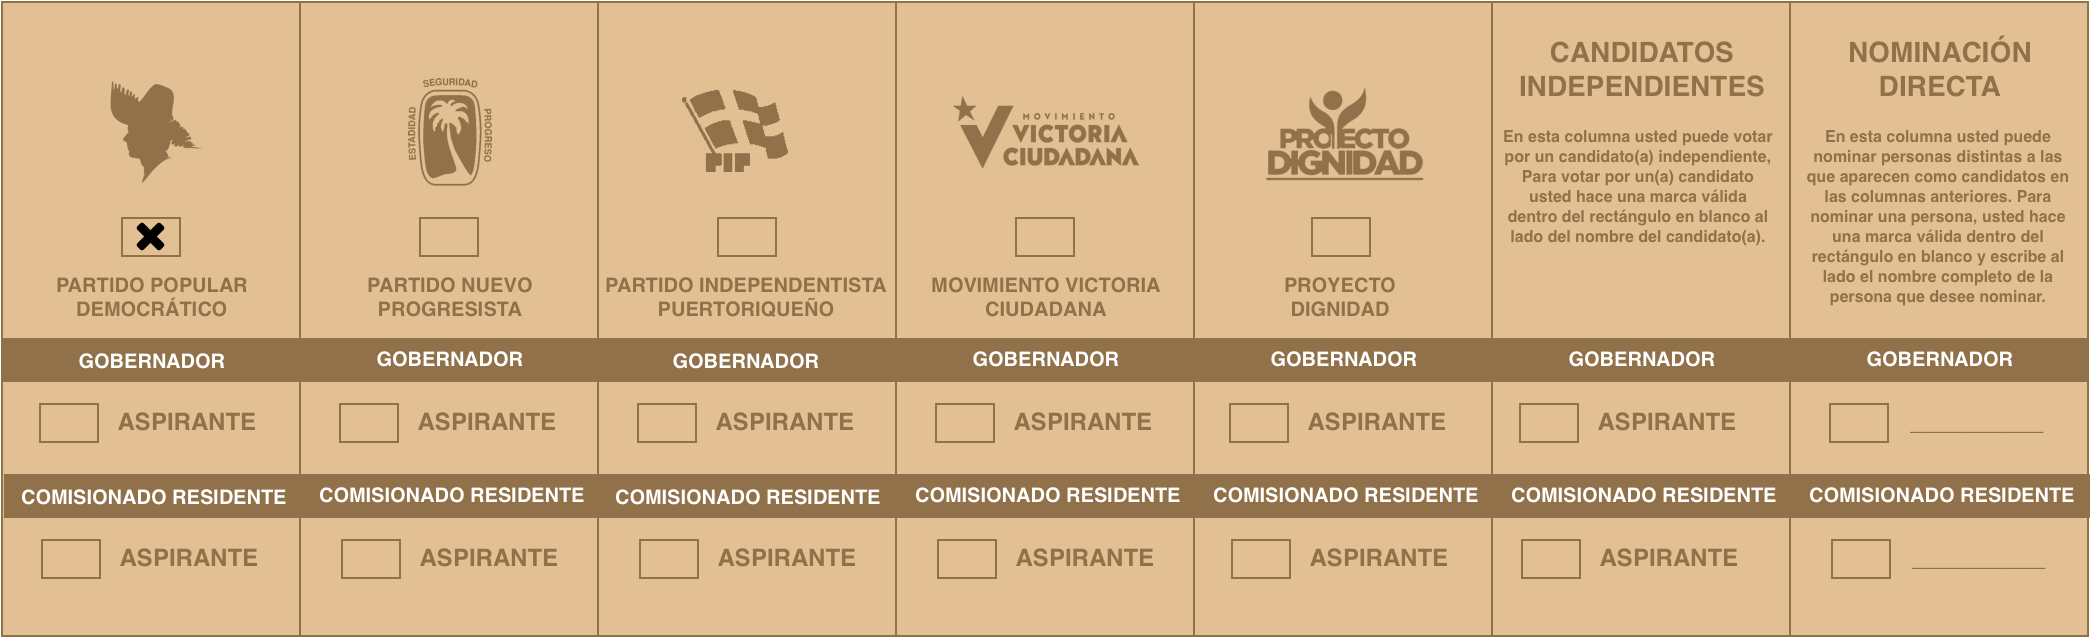 PARTIDO POPULAR
DEMOCRÁTICO
SEGURIDAD
ESTADIDAD
PROGRESO
PARTIDO NUEVO
PROGRESISTA
PIP
PARTIDO INDEPENDENTISTA
PUERTORIQUEÑO
MOVIMIENTO
VICTORIA
CIUDADANA
MOVIMIENTO VICTORIA
CIUDADANA
PROYECTO
DIGNIDAD
PROYECTO
DIGNIDAD
CANDIDATOS
INDEPENDIENTES
En esta columna usted puede votar
por un candidato(a) independiente,
Para votar por un(a) candidato
usted hace una marca válida
dentro del rectángulo en blanco al
lado del nombre del candidato(a).
NOMINACIÓN
DIRECTA
En esta columna usted puede
nominar personas distintas a las
que aparecen como candidatos en
las columnas anteriores. Para
nominar una persona, usted hace
una marca válida dentro del
rectángulo en blanco y escribe al
lado el nombre completo de la
persona que desee nominar.
GOBERNADOR GOBERNADOR GOBERNADOR GOBERNADOR GOBERNADOR GOBERNADOR GOBERNADOR
ASPIRANTE ASPIRANTE ASPIRANTE ASPIRANTE ASPIRANTE ASPIRANTE
COMISIONADO RESIDENTE COMISIONADO RESIDENTE COMISIONADO RESIDENTE COMISIONADO RESIDENTE COMISIONADO RESIDENTE COMISIONADO RESIDENTE COMISIONADO RESIDENTE
ASPIRANTE ASPIRANTE ASPIRANTE ASPIRANTE ASPIRANTE ASPIRANTE